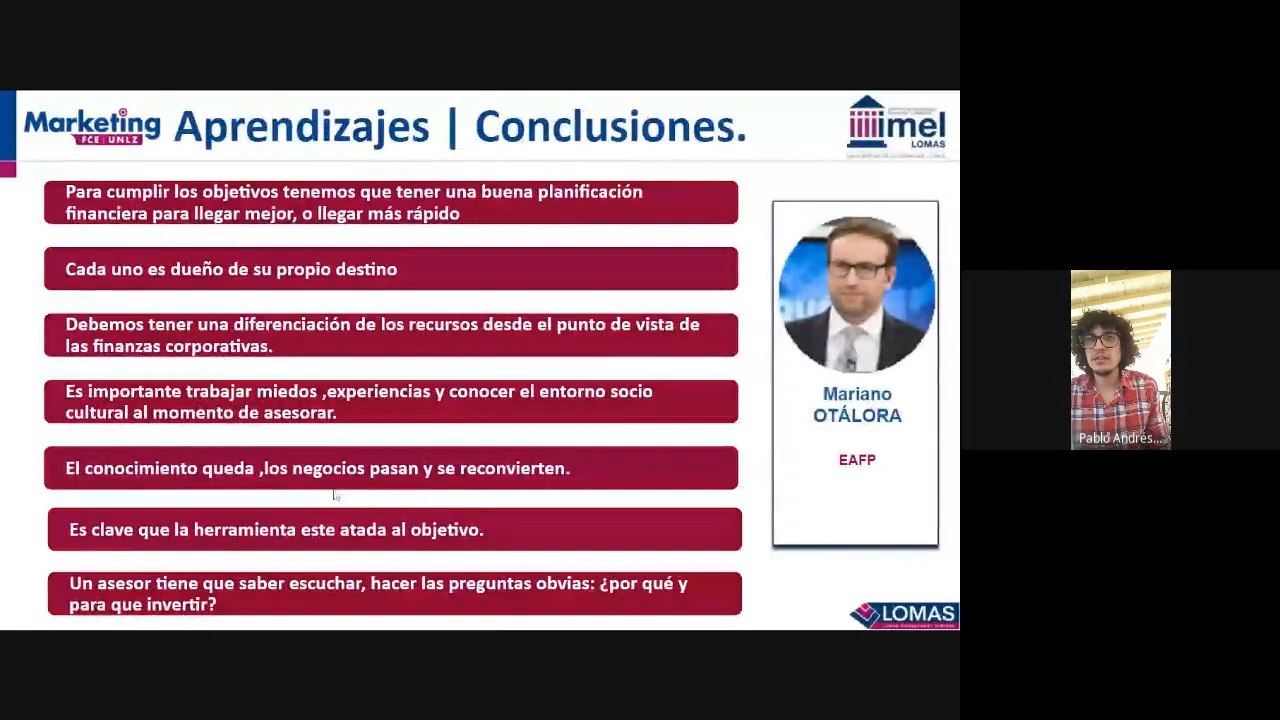 Marketing
FCE | UNLZ
Aprendizajes | Conclusiones.
imel
LOMAS
Para cumplir los objetivos tenemos que tener una buena planificación
financiera para llegar mejor, o llegar más rápido
Cada uno es dueño de su propio destino
Debemos tener una diferenciación de los recursos desde el punto de vista de
las finanzas corporativas.
Es importante trabajar miedos ,experiencias y conocer el entorno socio
cultural al momento de asesorar.
El conocimiento queda ,los negocios pasan y se reconvierten.
Es clave que la herramienta este atada al objetivo.
Un asesor tiene que saber escuchar, hacer las preguntas obvias: ¿por qué y
para que invertir?
Mariano
OTÁLORA
EAFP
LOMAS
Pablo Andrés...